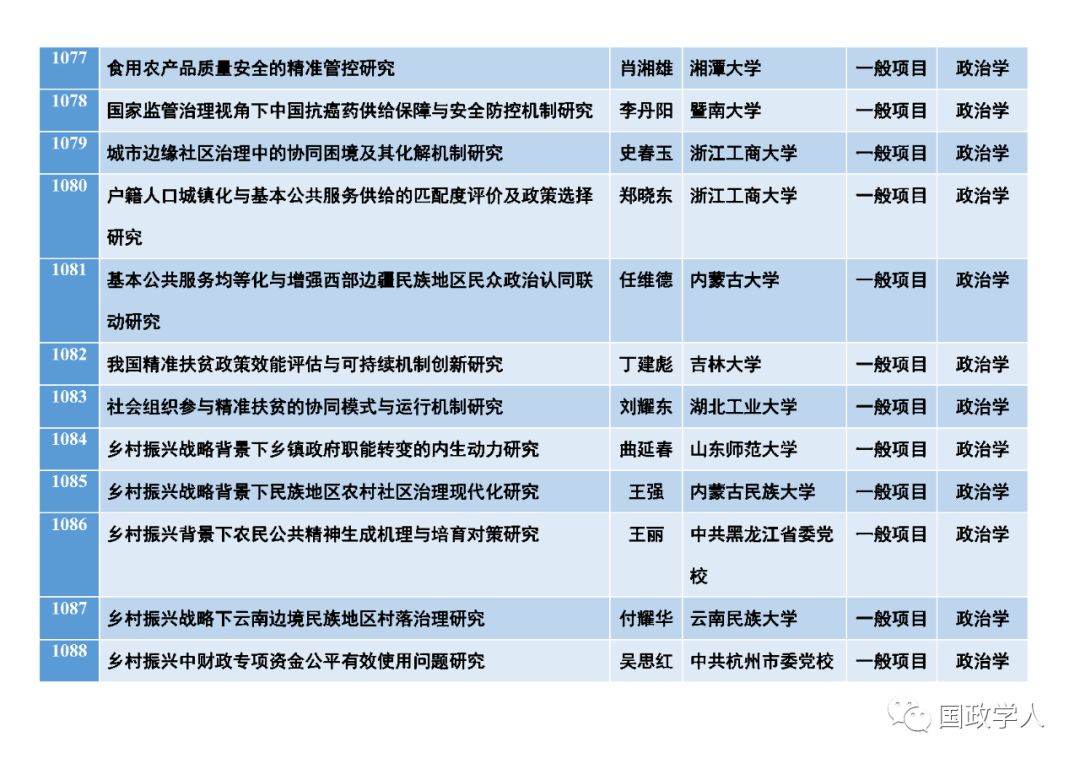 1077 食用农产品质量安全的精准管控研究 肖湘雄 湘潭大学 一般项目 政治学
1078 国家监管治理视角下中国抗癌药供给保障与安全防控机制研究 李丹阳 暨南大学 一般项目 政治学
1079 城市边缘社区治理中的协同困境及其化解机制研究 史春玉 浙江工商大学 一般项目 政治学
1080 户籍人口城镇化与基本公共服务供给的匹配度评价及政策选择 郑晓东 浙江工商大学 一般项目 政治学
研究
1081 基本公共服务均等化与增强西部边疆民族地区民众政治认同联 任维德 内蒙古大学 一般项目 政治学
动研究
1082 我国精准扶贫政策效能评估与可持续机制创新研究 丁建彪 吉林大学 一般项目 政治学
1083 社会组织参与精准扶贫的协同模式与运行机制研究 刘耀东 湖北工业大学 一般项目 政治学
1084 乡村振兴战略背景下乡镇政府职能转变的内生动力研究 曲延春 山东师范大学 一般项目 政治学
1085 乡村振兴战略背景下民族地区农村社区治理现代化研究 王强 内蒙古民族大学 一般项目 政治学
1086 乡村振兴背景下农民公共精神生成机理与培育对策研究 王丽 中共黑龙江省委党 一般项目 政治学
校
1087 乡村振兴战略下云南边境民族地区村落治理研究 付耀华 云南民族大学 一般项目 政治学
1088 乡村振兴中财政专项资金公平有效使用问题研究 吴思红 中共杭州市委党校 一般项目 政治学
国政学人